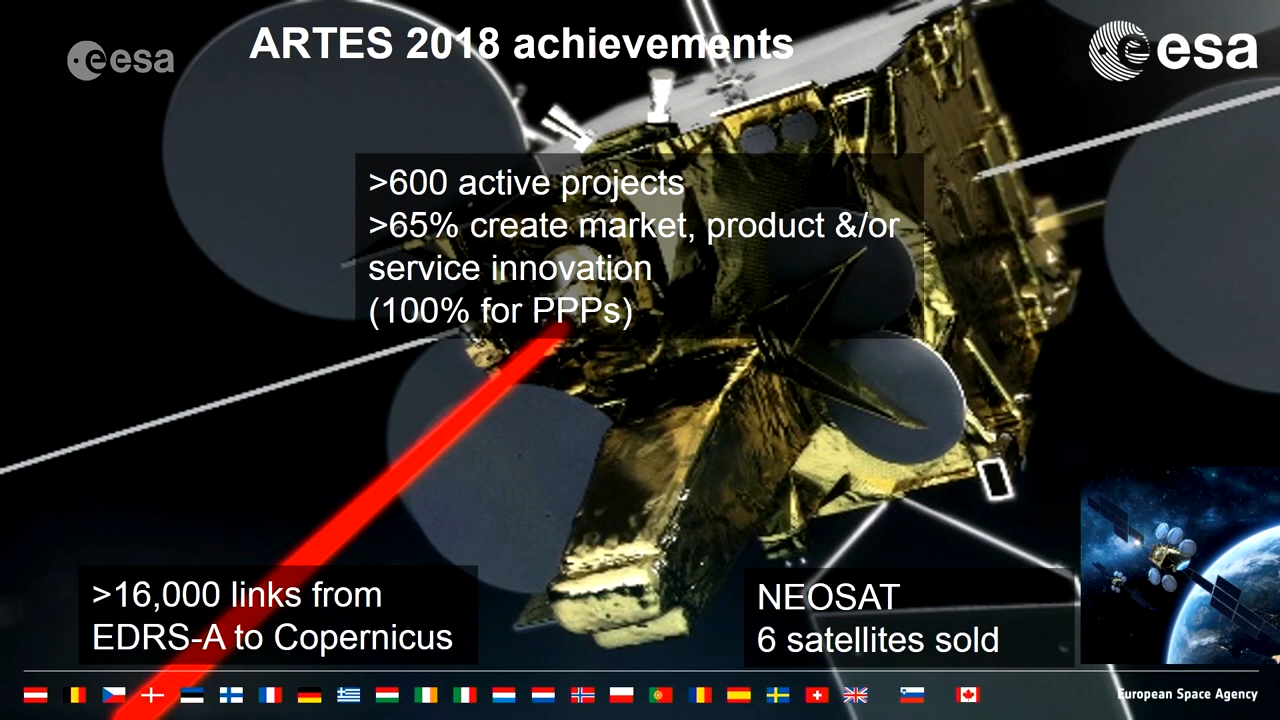 esa
ARTES 2018 achievements
esa
>600 active projects
>65% create market, product &/or
service innovation
(100% for PPPs)
>16,000 links from
EDRS-A to Copernicus
NEOSAT
6 satellites sold
European Space Agency